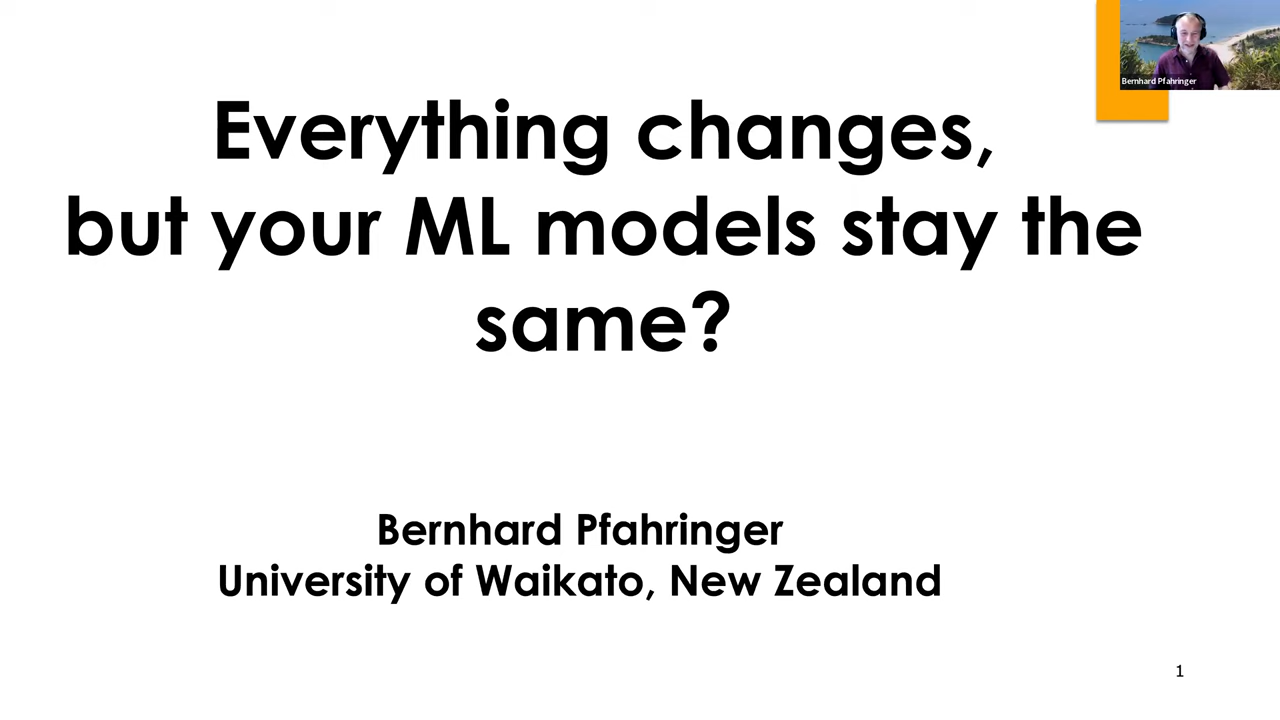 Bernhard Pfahringer
Everything changes,
but your ML models stay the
same?
Bernhard Pfahringer
University of Waikato, New Zealand
1